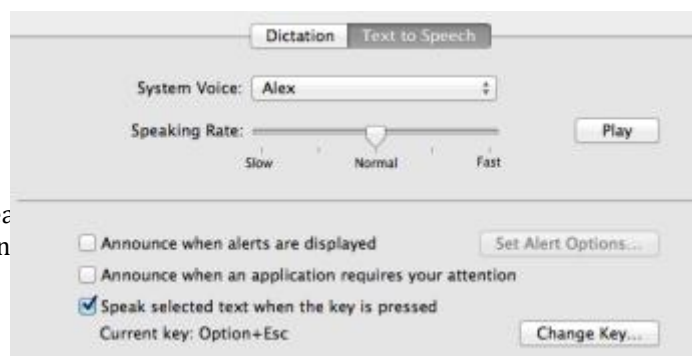 Dictation Text to Speech
System Voice: Alex
Speaking Rate: Play
Slow Normal Fast
Announce when alerts are displayed Set Alert Options...
Announce when an application requires your attention
Speak selected text when the key is pressed
Current key: Option+Esc Change Key...